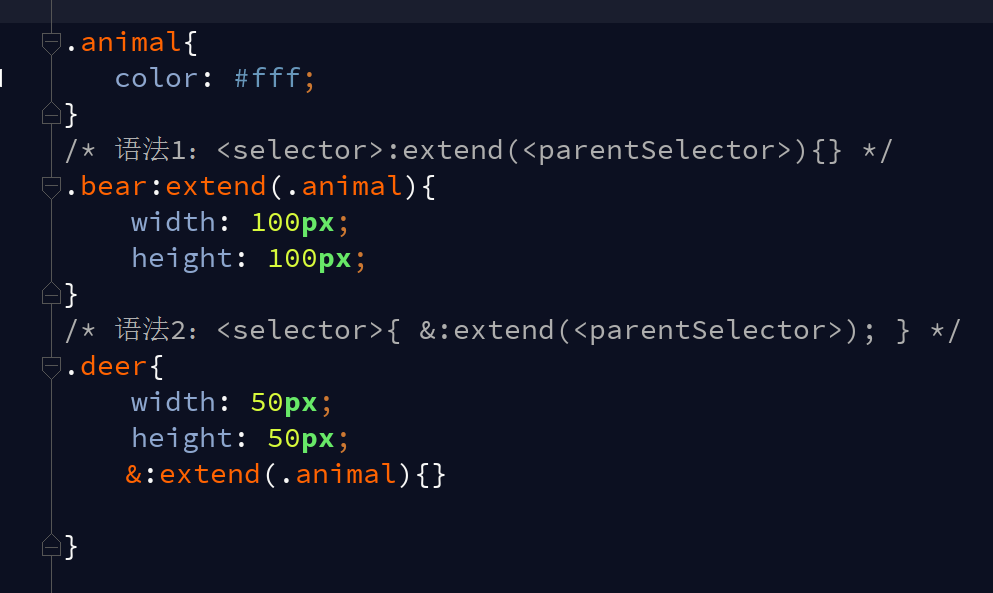 .animal{
color: #fff;
}
/* 语法1：<selector>:extend(<parentSelector>){} */
.bear:extend(.animal){
width: 100px;
height: 100px;
}
/* 语法2：<selector>{ &:extend(<parentSelector>); } */
.deer{
width: 50px;
height: 50px;
&:extend(.animal){}
}